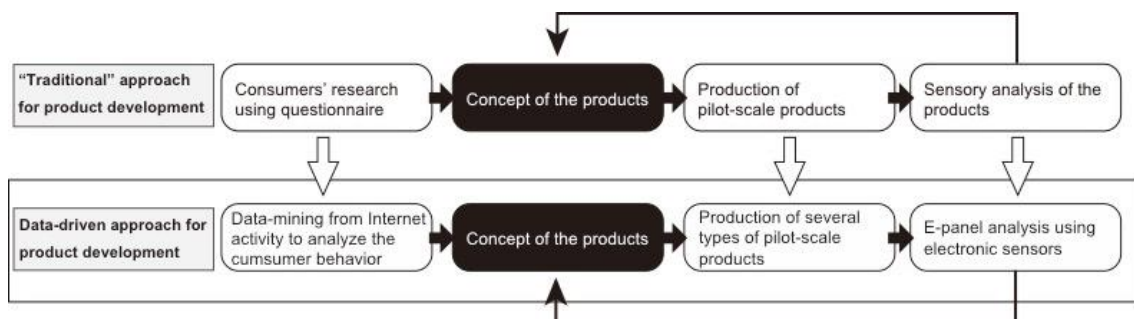 “Traditional” approach
for product development
Consumers’ research
using questionnaire
Concept of the products
Production of
pilot-scale products
Sensory analysis of the
products
Data-driven approach for
product development
Data-mining from Internet
activity to analyze the
cumsumer behavior
Concept of the products
Production of several
types of pilot-scale
products
E-panel analysis using
electronic sensors